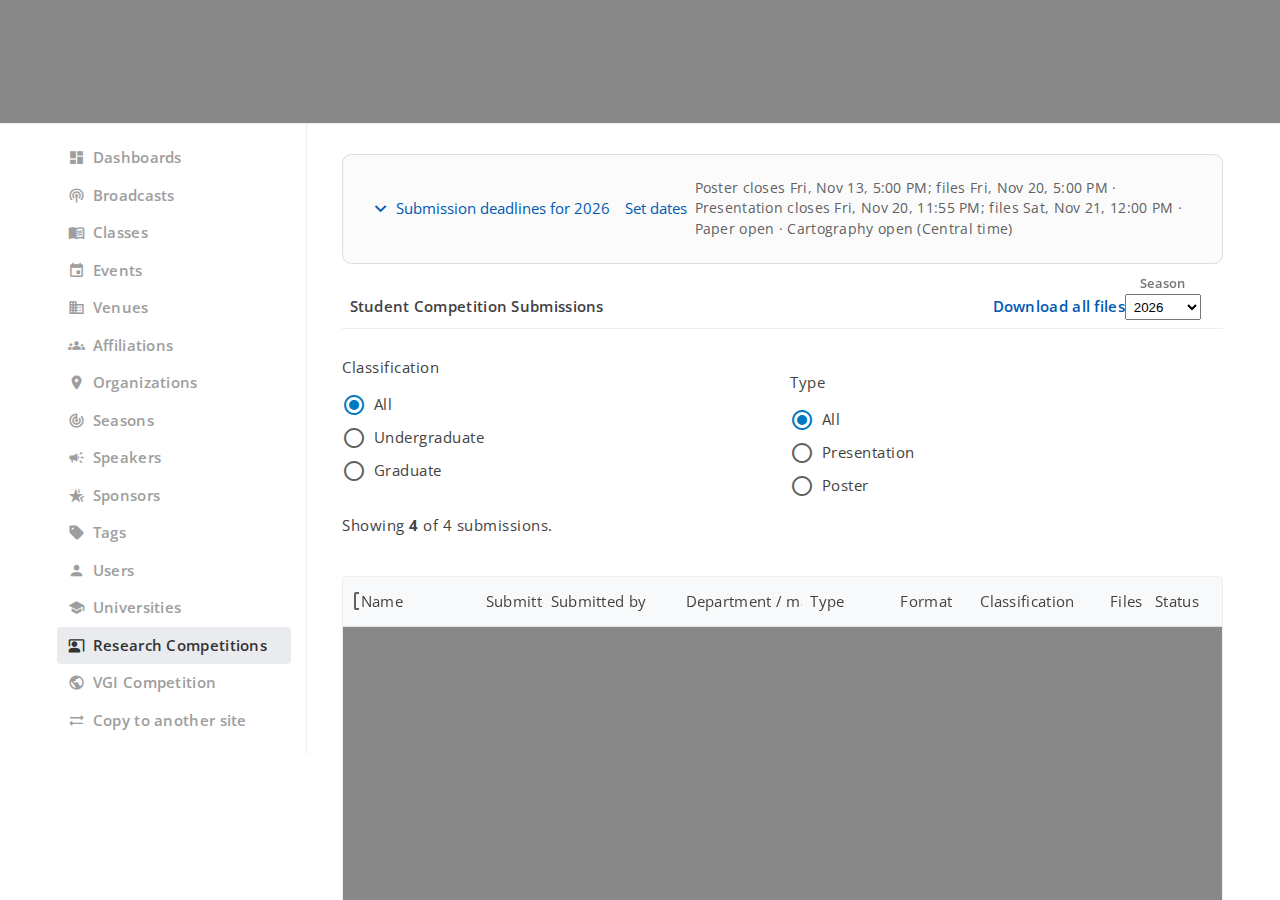 Dashboards
Broadcasts
Classes
Events
Venues
Affiliations
Organizations
Seasons
Speakers
Sponsors
Tags
Users
Universities
Research Competitions
VGI Competition
Copy to another site
Submission deadlines for 2026 Set dates
Poster closes Fri, Nov 13, 5:00 PM; files Fri, Nov 20, 5:00 PM ·
Presentation closes Fri, Nov 20, 11:55 PM; files Sat, Nov 21, 12:00 PM ·
Paper open · Cartography open (Central time)
Season
Student Competition Submissions Download all files 2026
Classification
All
Undergraduate
Graduate
Type
All
Presentation
Poster
Showing 4 of 4 submissions.
Name Submitt Submitted by Department / m Type Format Classification Files Status